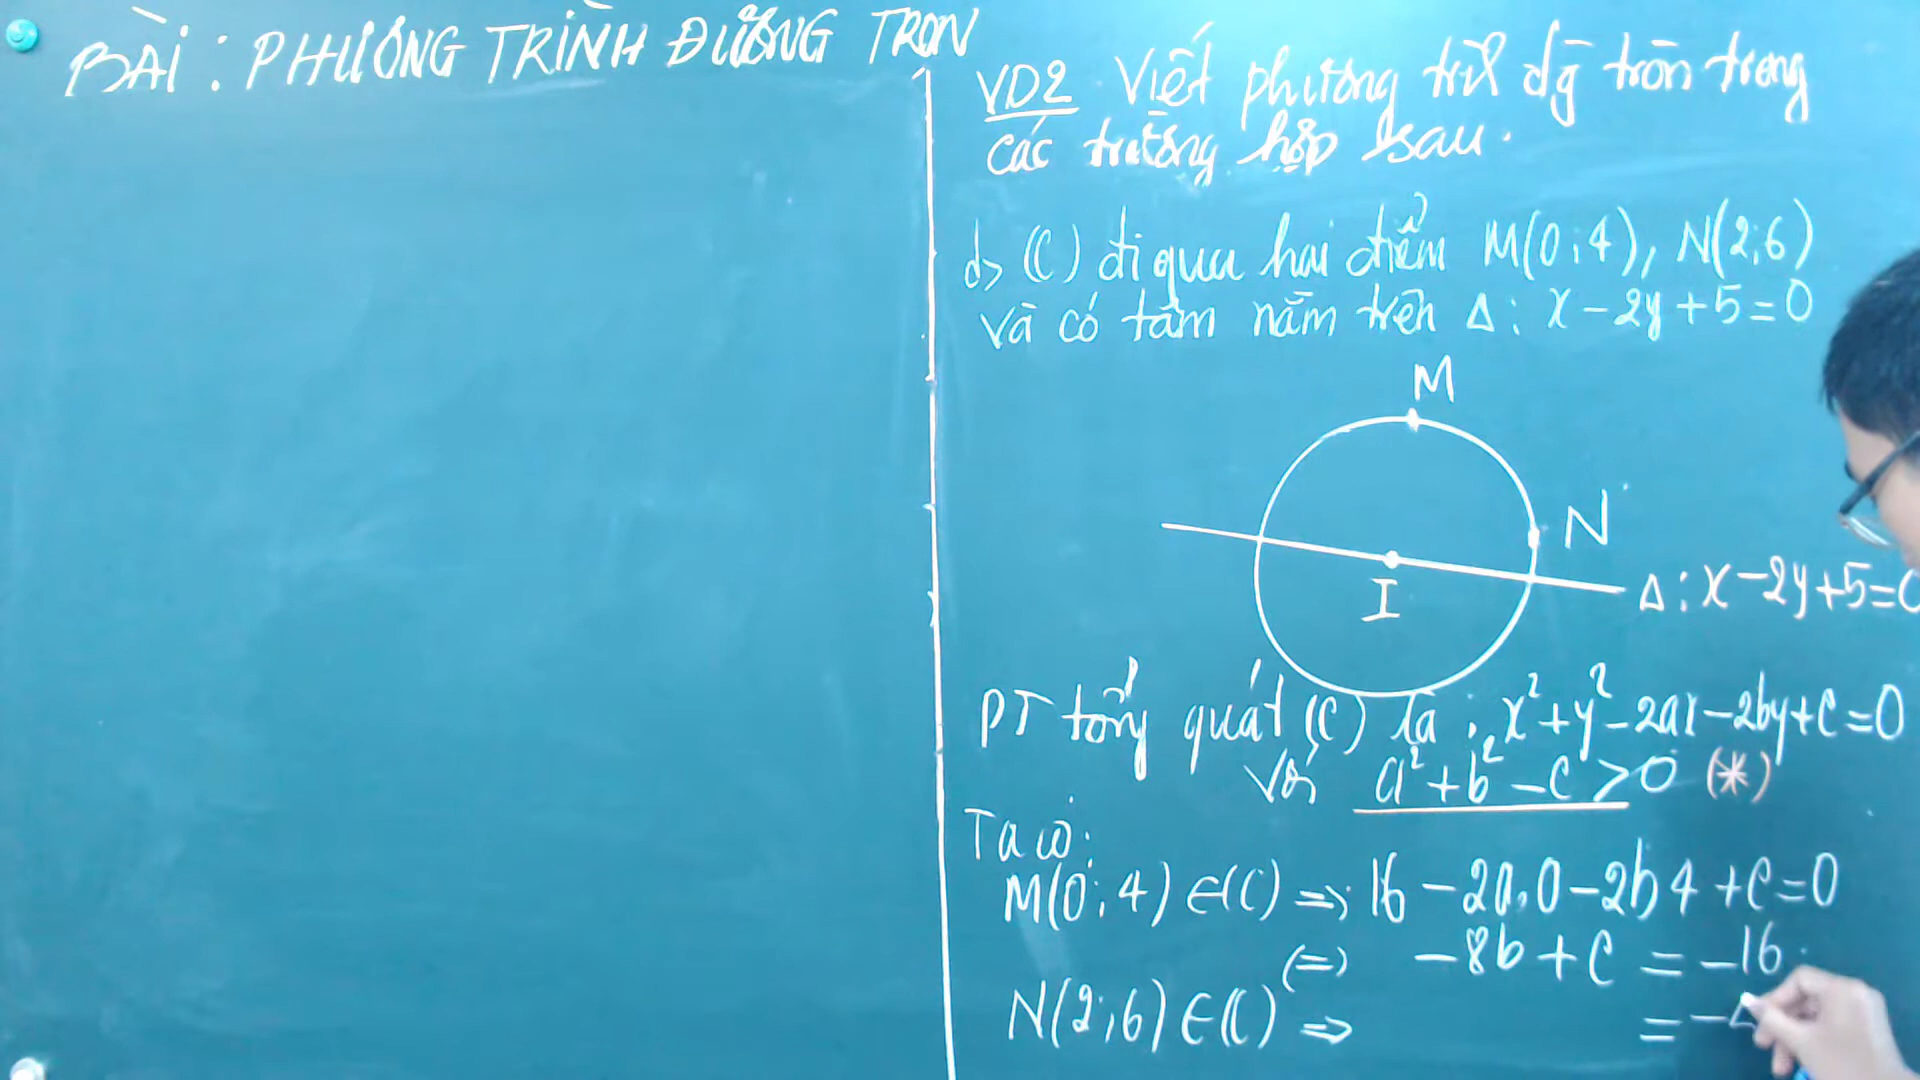 BÀI : PHƯƠNG TRÌNH ĐƯỜNG TRÒN
VD2 Viết phương trìh đg tròn trong
các trường hợp sau.
d> (C) đi qua hai điểm M(0;4), N(2;6)
và có tâm nằm trên Δ: x-2y+5=0
M
N
I
Δ: x-2y+5=0
PT tổng quát (C) là: x²+y²-2ax-2by+c=0
Với a²+b²-c>0 (*)
Ta có:
M(0;4)∈(C) => 16-2a.0-2b4+c=0
(=) -8b+c = -16
N(2;6)∈(C) => = -4